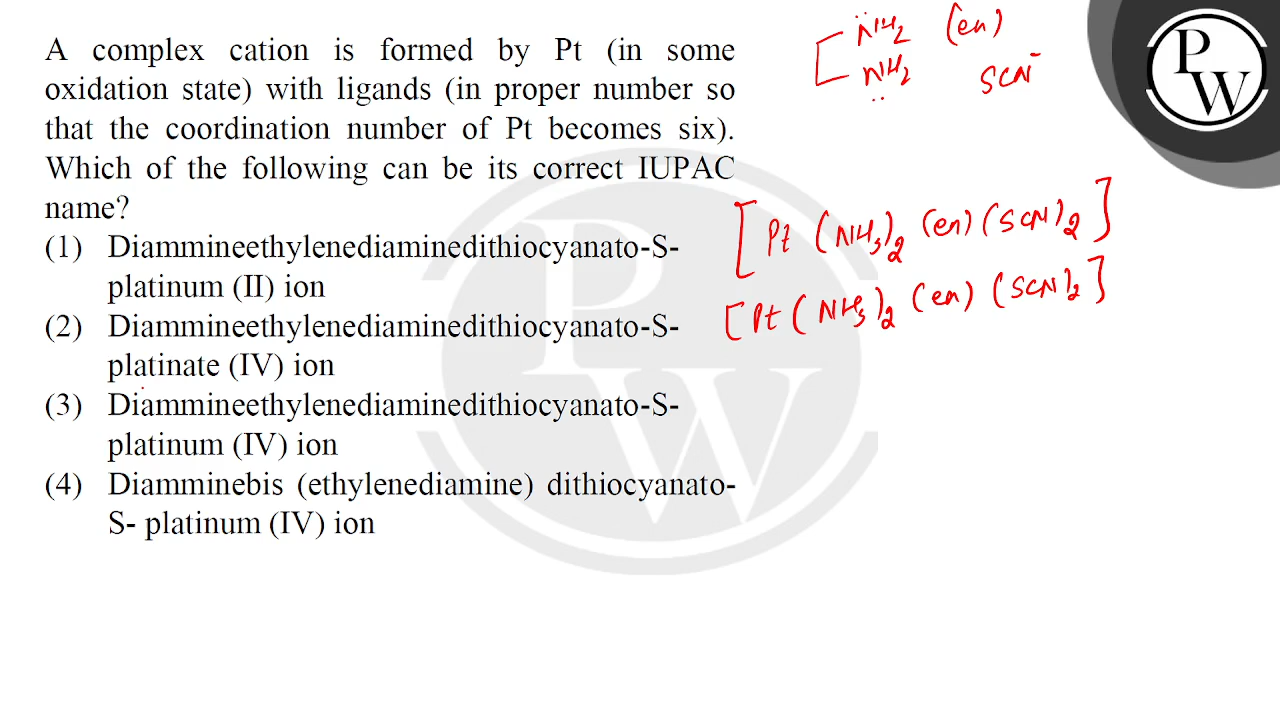 A complex cation is formed by Pt (in some
oxidation state) with ligands (in proper number so
that the coordination number of Pt becomes six).
Which of the following can be its correct IUPAC
name?
(1) Diammineethylenediaminedithiocyanato-S-
platinum (II) ion
(2) Diammineethylenediaminedithiocyanato-S-
platinate (IV) ion
(3) Diammineethylenediaminedithiocyanato-S-
platinum (IV) ion
(4) Diamminebis (ethylenediamine) dithiocyanato-
S- platinum (IV) ion
[ NH2 (en)
NH2 SCN-
[Pt (NH3)2 (en) (SCN)2]
[Pt (NH3)2 (en) (SCN)2]
P
W
P
W